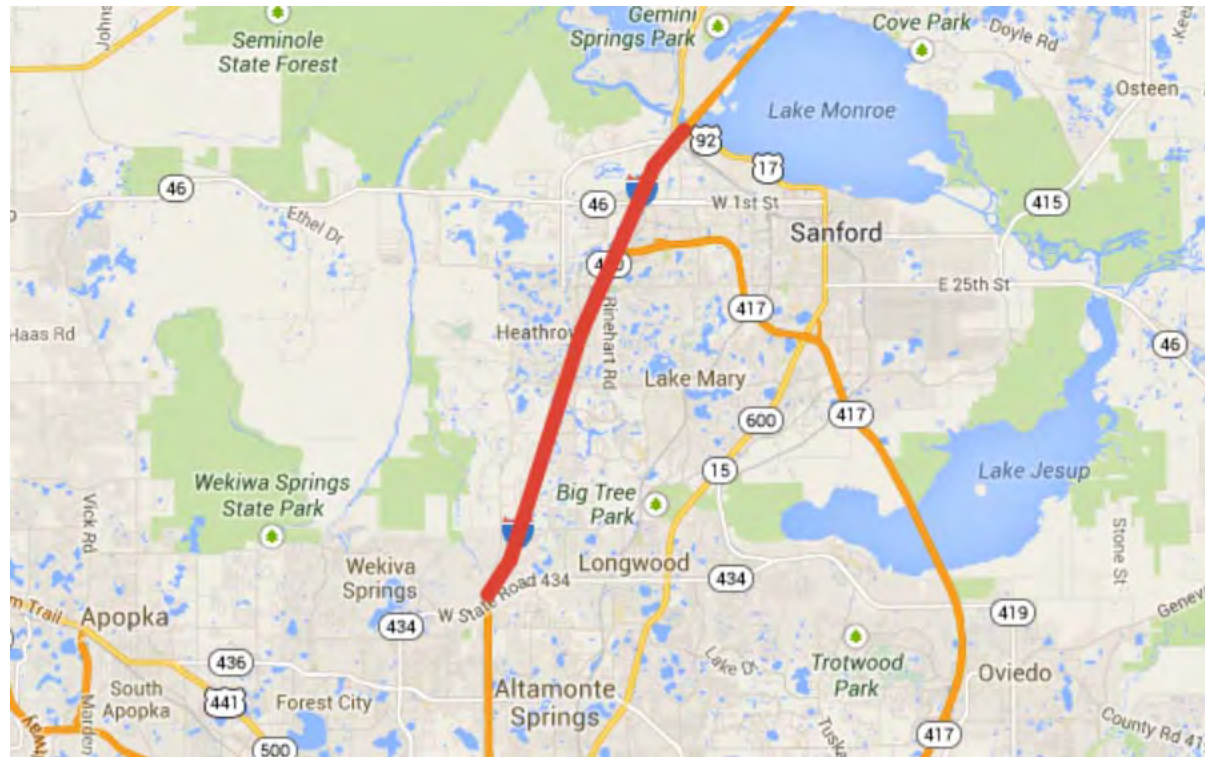 Seminole
State Forest
Gemini
Springs Park
Cove Park
Doyle Rd
Osteen
Lake Monroe
92
17
46
Ethel Dr
46
W 1st St
415
Sanford
417
E 25th St
Haas Rd
Heathrow
Rinehart Rd
46
Lake Mary
600
417
15
Lake Jesup
Wekiwa Springs
State Park
Vick Rd
Big Tree
Park
Stone St
Wekiva
Springs
Longwood
434
W State Road 434
419
Apopka
434
436
Lake Dr
Trotwood
Park
Oviedo
South
Apopka
441
Forest City
Altamonte
Springs
Marden
500
417